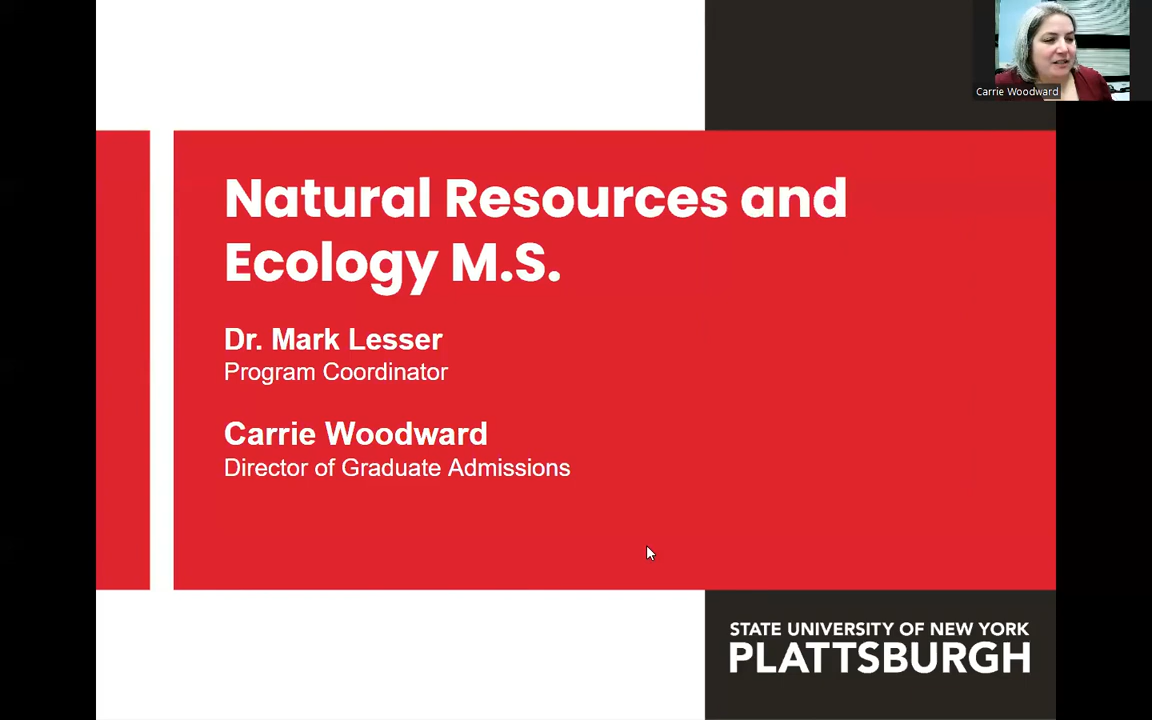 Carrie Woodward
Natural Resources and
Ecology M.S.
Dr. Mark Lesser
Program Coordinator
Carrie Woodward
Director of Graduate Admissions
STATE UNIVERSITY OF NEW YORK
PLATTSBURGH